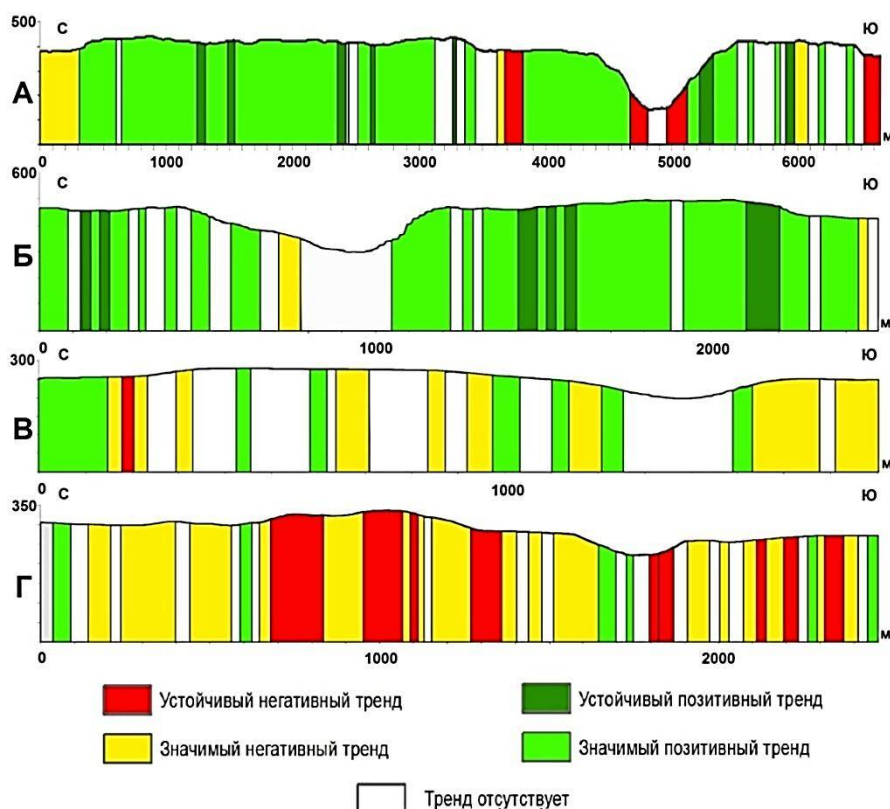 500 С Ю
А
0 1000 2000 3000 4000 5000 6000 м
600 С Ю
Б
0 1000 2000 м
300 С Ю
В
0 1000 м
350 С Ю
Г
0 1000 2000 м
Устойчивый негативный тренд Устойчивый позитивный тренд
Значимый негативный тренд Значимый позитивный тренд
Тренд отсутствует